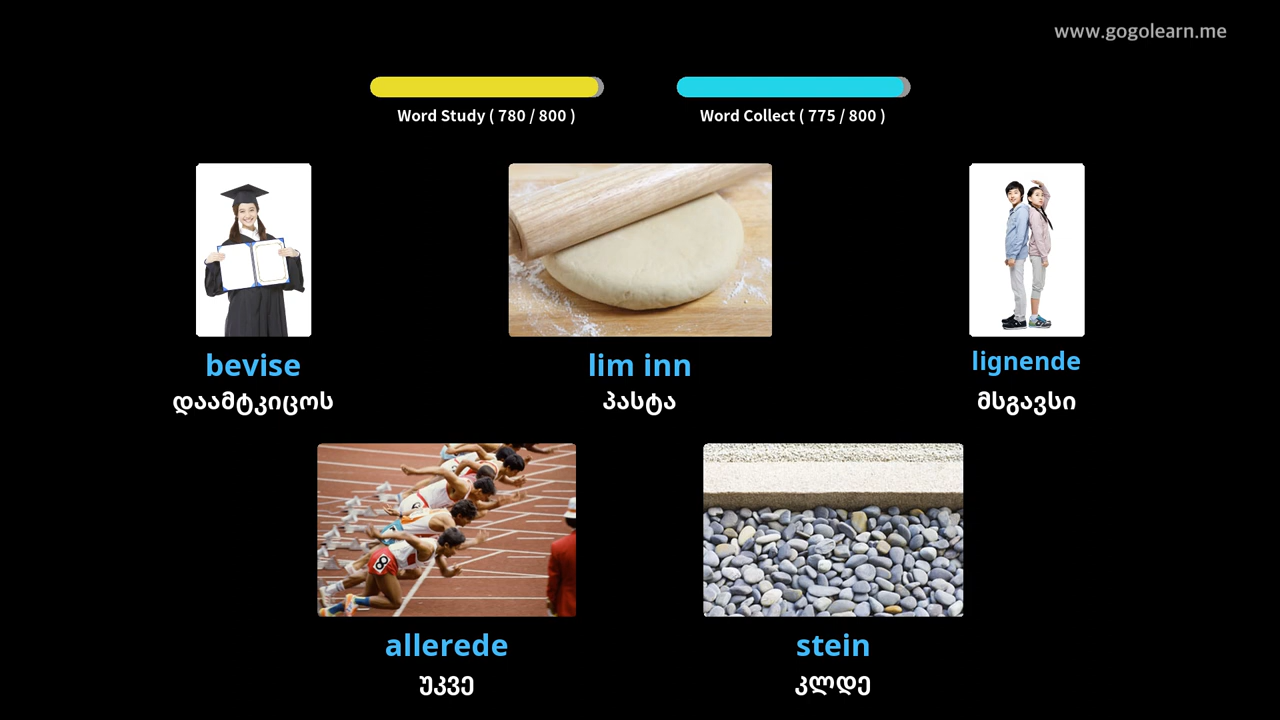 www.gogolearn.me
Word Study ( 780 / 800 )
Word Collect ( 775 / 800 )
bevise
დაამტკიცოს
lim inn
პასტა
lignende
მსგავსი
8
allerede
უკვე
stein
კლდე